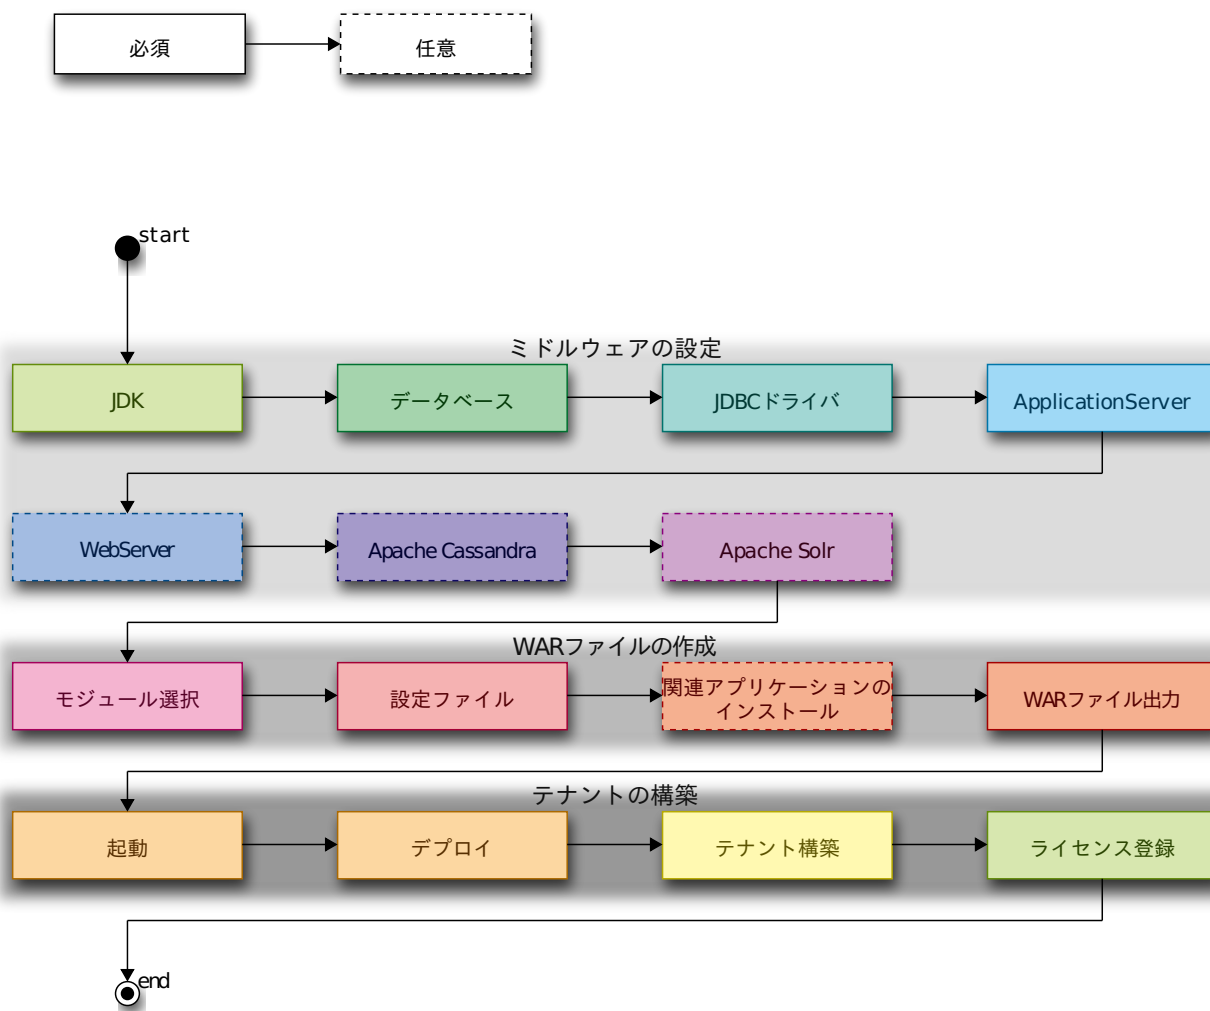 必須
任意
start
ミドルウェアの設定
JDK
データベース
JDBCドライバ
ApplicationServer
WebServer
Apache Cassandra
Apache Solr
WARファイルの作成
モジュール選択
設定ファイル
関連アプリケーションの
インストール
WARファイル出力
テナントの構築
起動
デプロイ
テナント構築
ライセンス登録
end